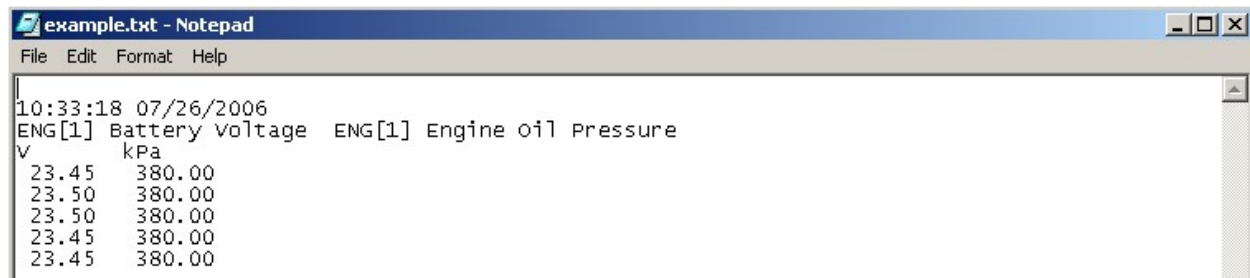 example.txt - Notepad
File Edit Format Help
10:33:18 07/26/2006
ENG[1] Battery Voltage ENG[1] Engine Oil Pressure
V kPa
23.45 380.00
23.50 380.00
23.50 380.00
23.45 380.00
23.45 380.00